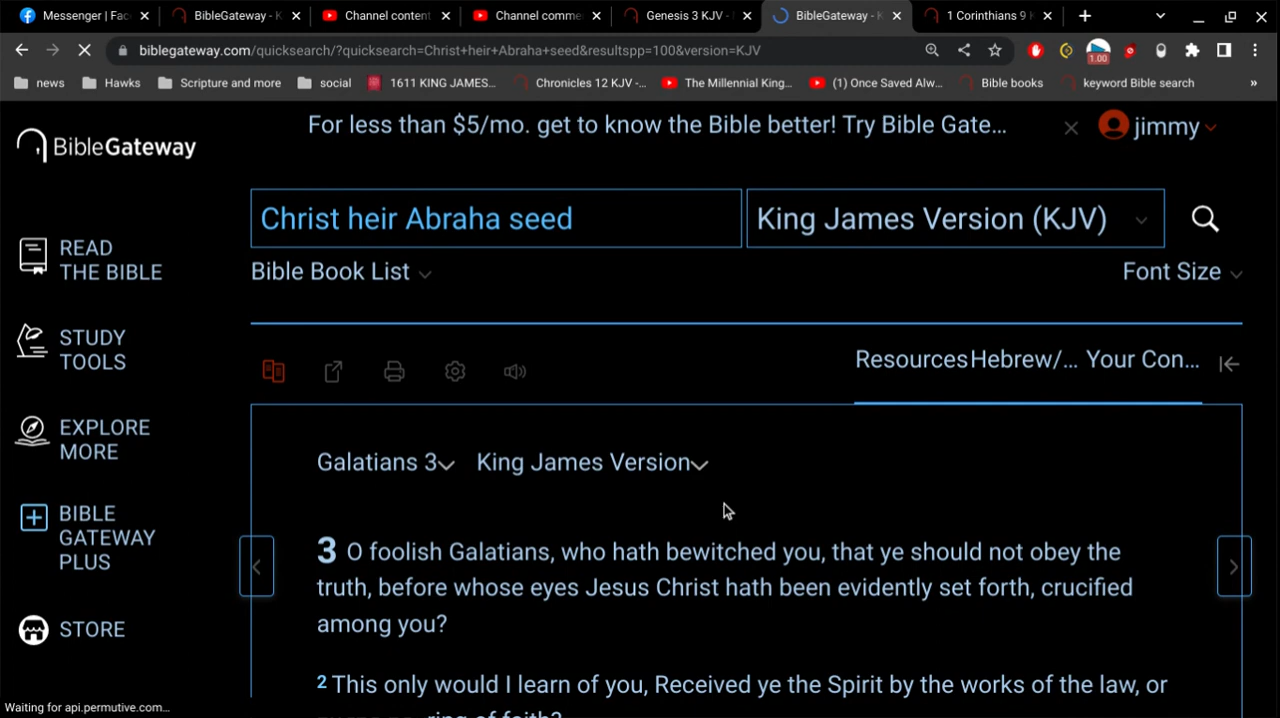 Messenger | Fac
BibleGateway - K
Channel content
Channel comme
Genesis 3 KJV -
BibleGateway - K
1 Corinthians 9 K
biblegateway.com/quicksearch/?quicksearch=Christ+heir+Abraha+seed&resultspp=100&version=KJV
1.00
news
Hawks
Scripture and more
social
1611 KING JAMES...
Chronicles 12 KJV -...
The Millennial King...
(1) Once Saved Alw...
Bible books
keyword Bible search
»
For less than $5/mo. get to know the Bible better! Try Bible Gate...
jimmy
BibleGateway
Christ heir Abraha seed
King James Version (KJV)
READ
THE BIBLE
Bible Book List
Font Size
STUDY
TOOLS
Resources
Hebrew/...
Your Con...
EXPLORE
MORE
Galatians 3
King James Version
BIBLE
GATEWAY
PLUS
3 O foolish Galatians, who hath bewitched you, that ye should not obey the
truth, before whose eyes Jesus Christ hath been evidently set forth, crucified
among you?
STORE
2 This only would I learn of you, Received ye the Spirit by the works of the law, or
ring of faith?
Waiting for api.permutive.com...